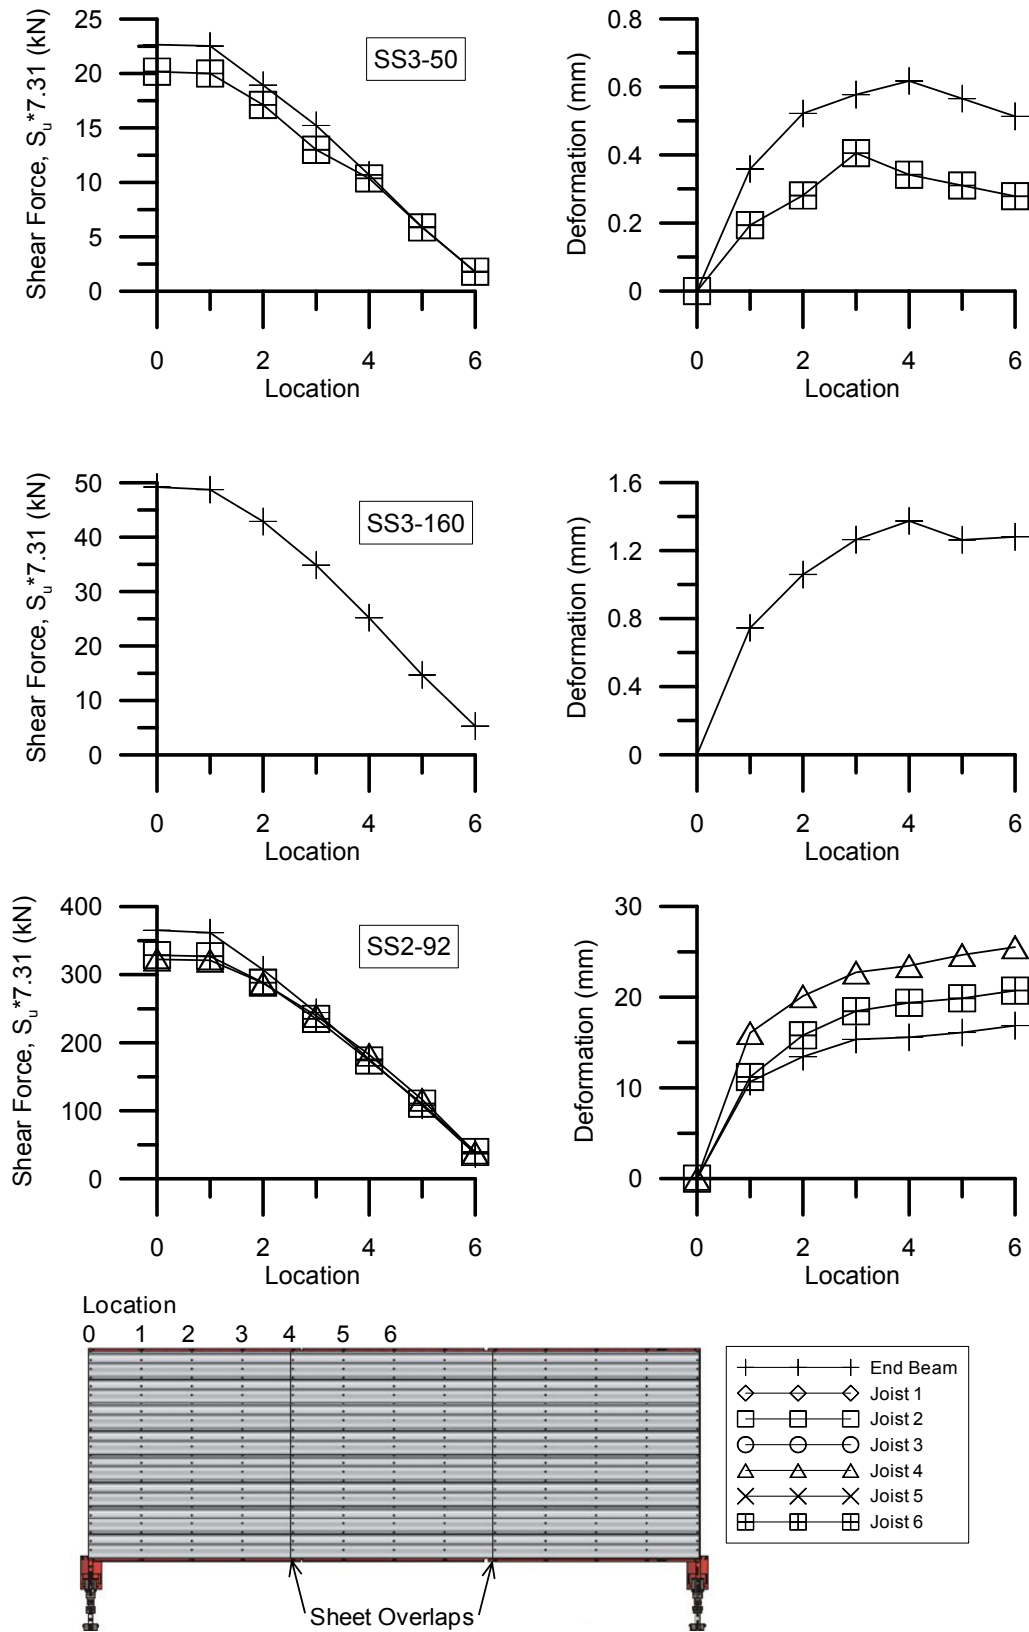 Shear Force, Su*7.31 (kN)
25
20
15
10
5
0
SS3-50
0 2 4 6
Location
Deformation (mm)
0.8
0.6
0.4
0.2
0
0 2 4 6
Location
Shear Force, Su*7.31 (kN)
50
40
30
20
10
0
SS3-160
0 2 4 6
Location
Deformation (mm)
1.6
1.2
0.8
0.4
0
0 2 4 6
Location
Shear Force, Su*7.31 (kN)
400
300
200
100
0
SS2-92
0 2 4 6
Location
Deformation (mm)
30
20
10
0
0 2 4 6
Location
Location
0 1 2 3 4 5 6
Sheet Overlaps
End Beam
Joist 1
Joist 2
Joist 3
Joist 4
Joist 5
Joist 6